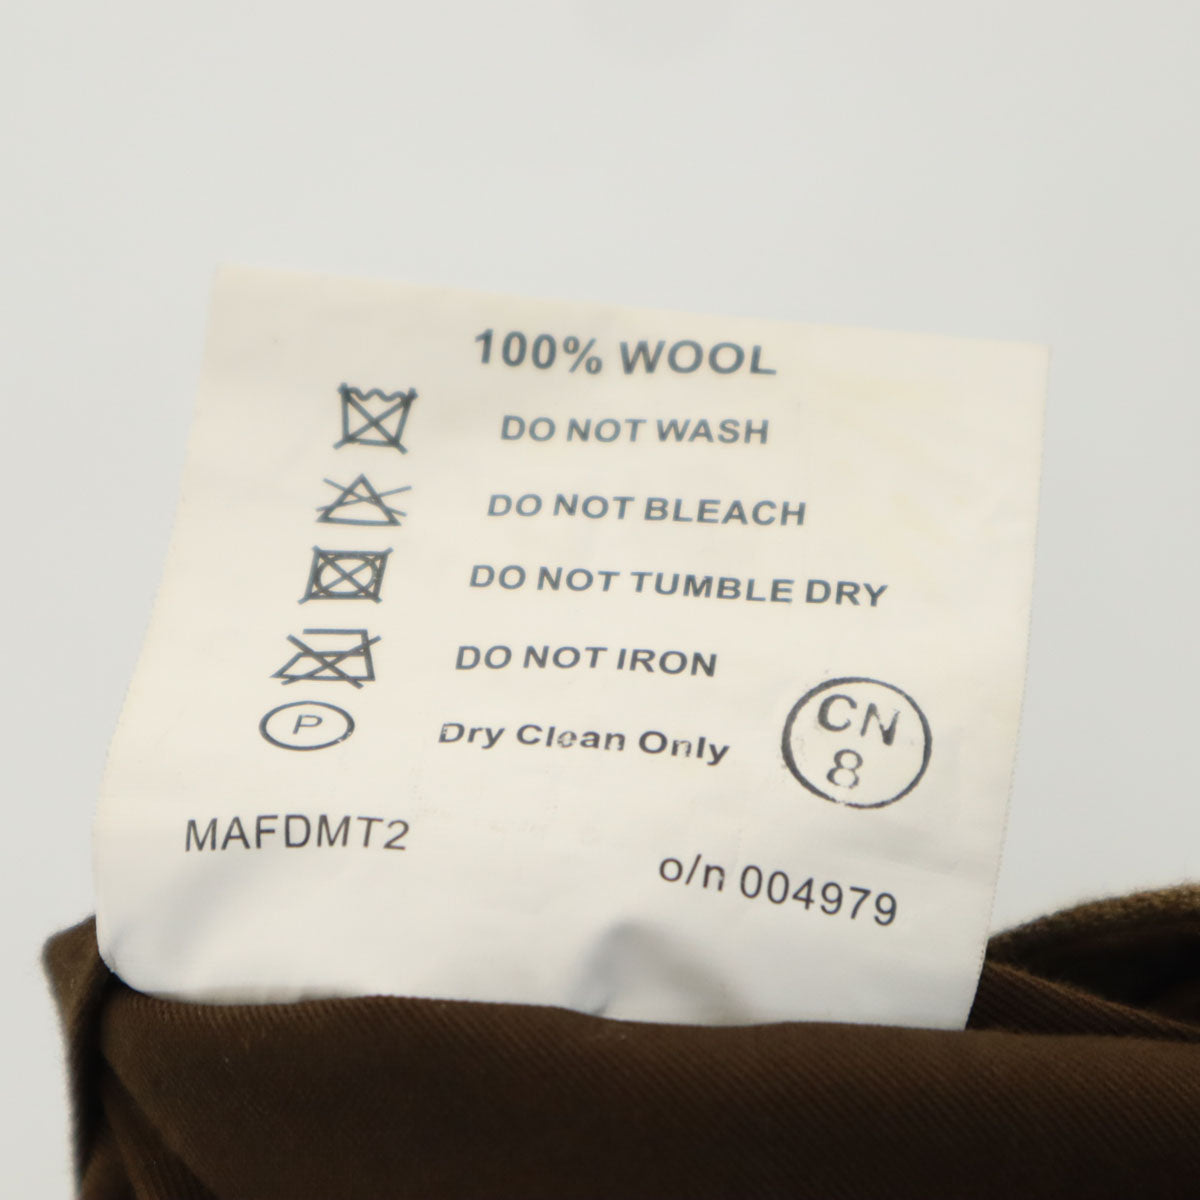 100% WOOL
DO NOT WASH
DO NOT BLEACH
DO NOT TUMBLE DRY
DO NOT IRON
P
Dry Clean Only
CN
8
MAFDMT2
o/n 004979